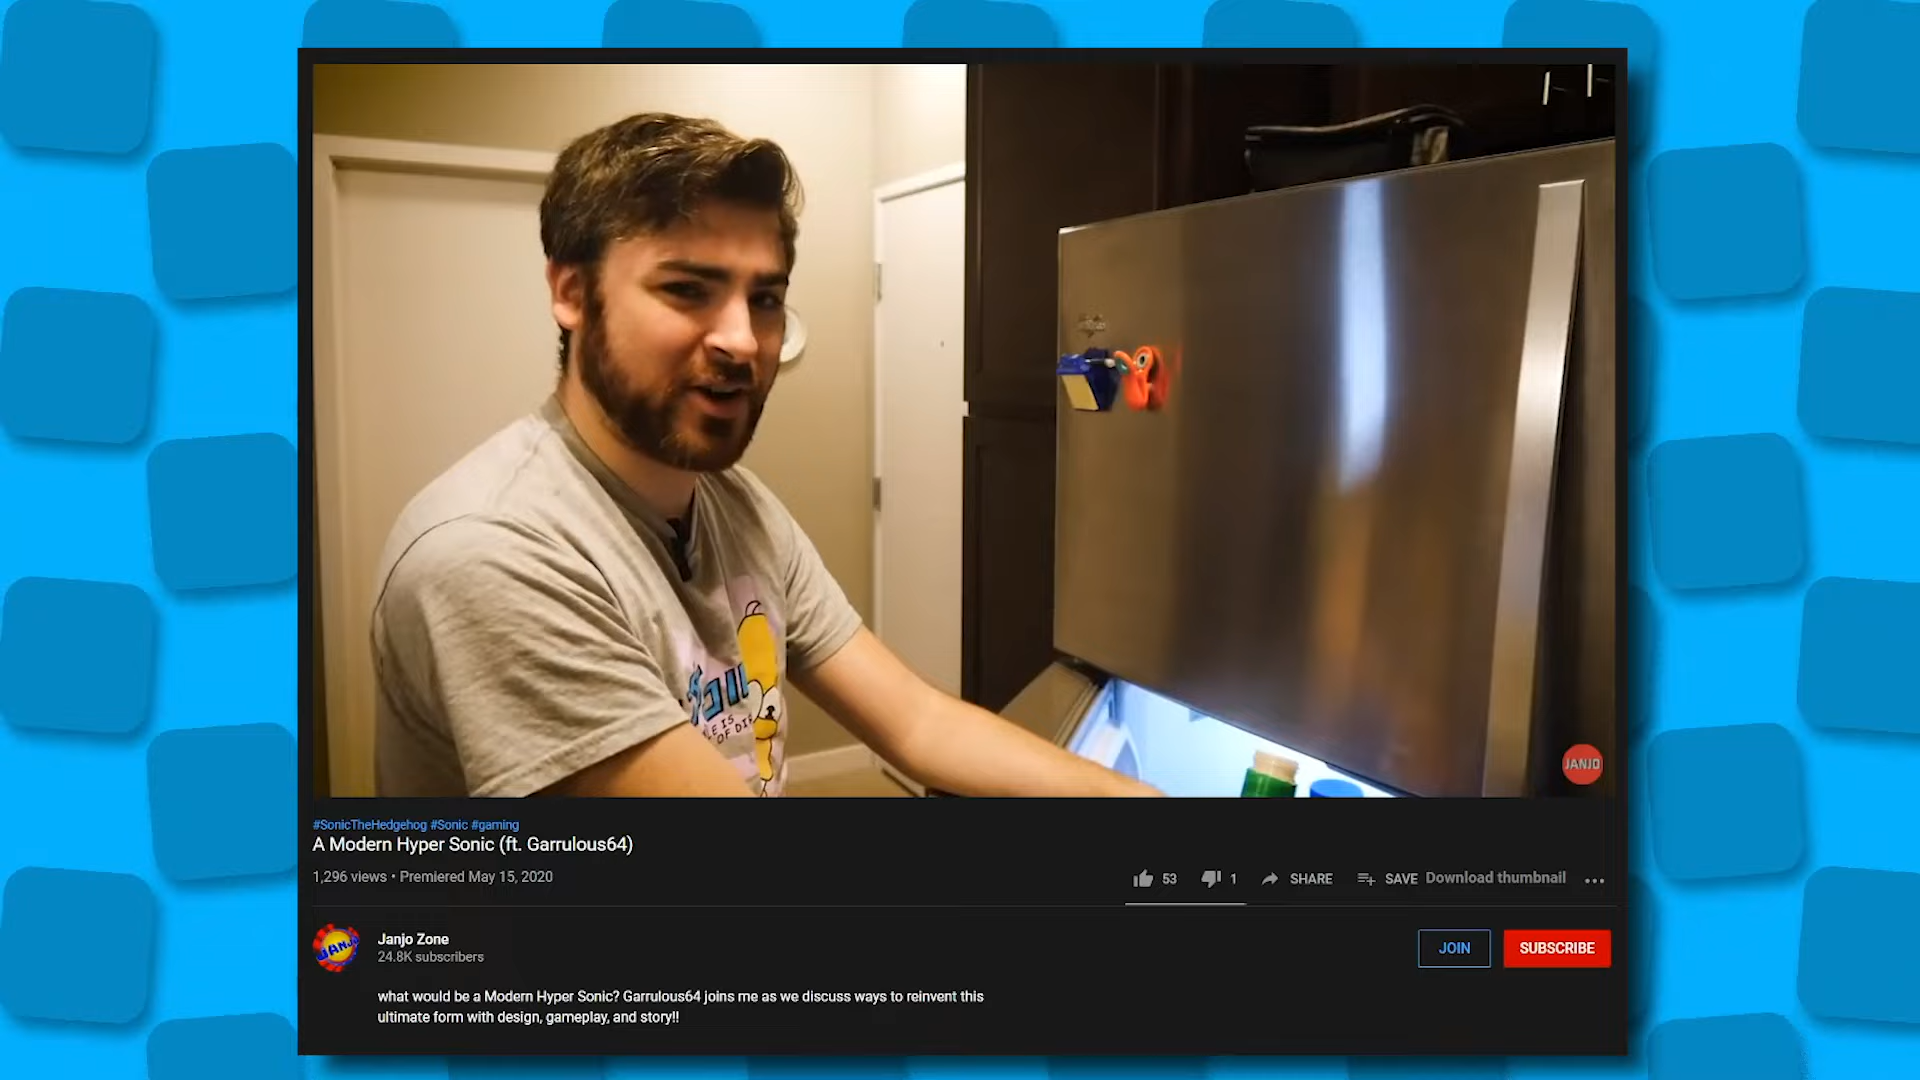 JANJO
#SonicTheHedgehog #Sonic #gaming
A Modern Hyper Sonic (ft. Garrulous64)
1,296 views • Premiered May 15, 2020
53
1
SHARE
SAVE
Download thumbnail
JANJO
Janjo Zone
24.8K subscribers
JOIN
SUBSCRIBE
what would be a Modern Hyper Sonic? Garrulous64 joins me as we discuss ways to reinvent this
ultimate form with design, gameplay, and story!!